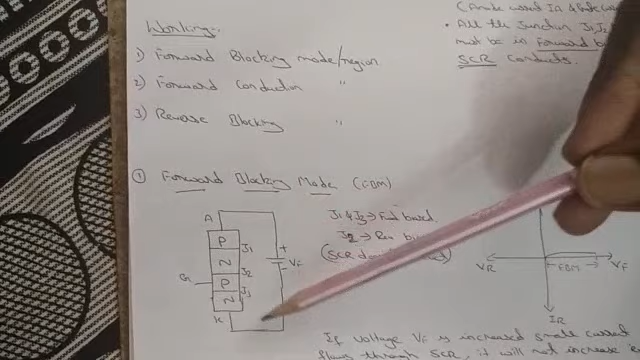 (Anode
• All the Junction J1, J2
must be in Forward
SCR Conducts.
Working:
1) Forward Blocking mode/region
2) Forward Conduction "
3) Reverse Blocking "
① Forward Blocking Mode (FBM)
A
P
N
P
N
J1
J2
J3
G
K
+
-
VF
J1 & J3 → Fwd biased.
J2 → Rev
(SCR
VR
VF
FBM
IR
If voltage VF is increased small current
flows through SCR, it will not increase